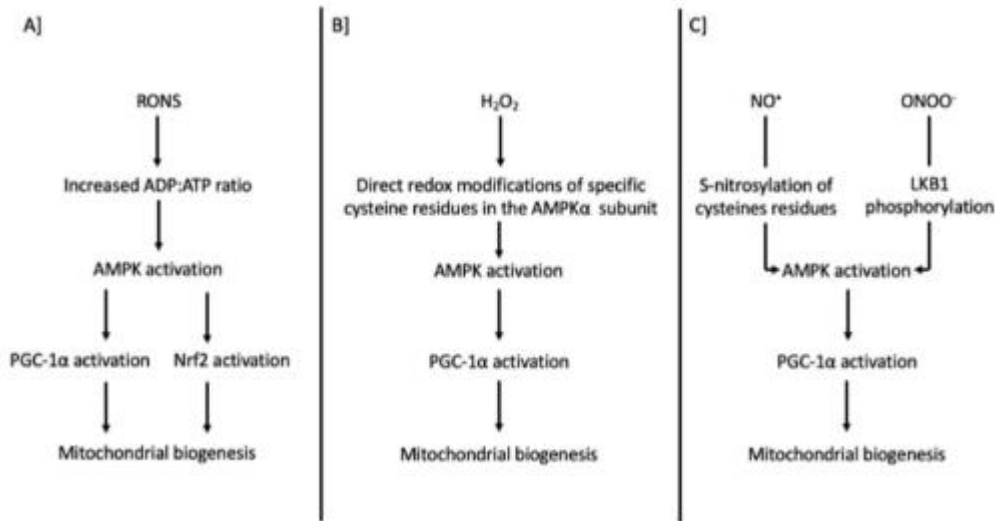 A]
RONS
Increased ADP:ATP ratio
AMPK activation
PGC-1α activation
Nrf2 activation
Mitochondrial biogenesis
B]
H₂O₂
Direct redox modifications of specific
cysteine residues in the AMPKα subunit
AMPK activation
PGC-1α activation
Mitochondrial biogenesis
C]
NO•
ONOO⁻
S-nitrosylation of
cysteines residues
LKB1
phosphorylation
AMPK activation
PGC-1α activation
Mitochondrial biogenesis